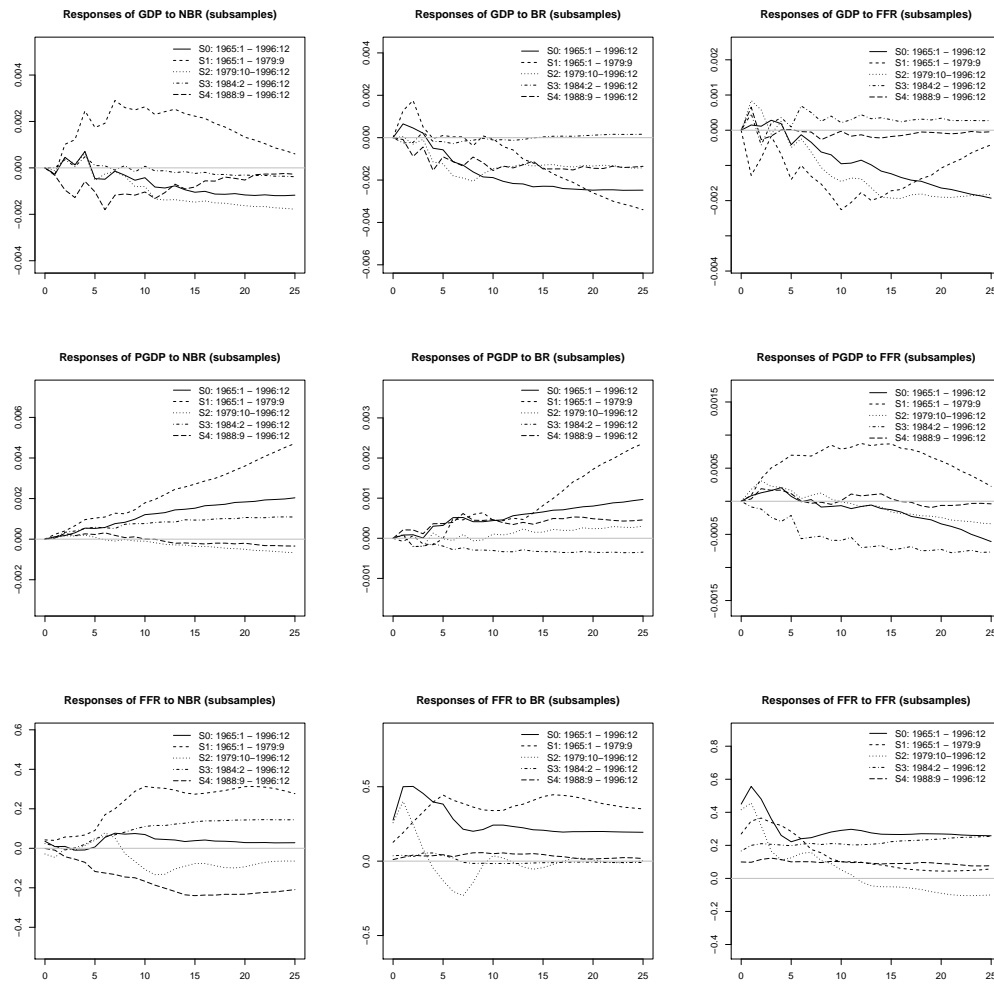 Responses of GDP to NBR (subsamples)
S0: 1965:1 − 1996:12
S1: 1965:1 − 1979:9
S2: 1979:10−1996:12
S3: 1984:2 − 1996:12
S4: 1988:9 − 1996:12
0.004
0.002
0.000
−0.002
−0.004
0 5 10 15 20 25
Responses of GDP to BR (subsamples)
S0: 1965:1 − 1996:12
S1: 1965:1 − 1979:9
S2: 1979:10−1996:12
S3: 1984:2 − 1996:12
S4: 1988:9 − 1996:12
0.004
0.002
0.000
−0.002
−0.004
−0.006
0 5 10 15 20 25
Responses of GDP to FFR (subsamples)
S0: 1965:1 − 1996:12
S1: 1965:1 − 1979:9
S2: 1979:10−1996:12
S3: 1984:2 − 1996:12
S4: 1988:9 − 1996:12
0.002
0.001
0.000
−0.002
−0.004
0 5 10 15 20 25
Responses of PGDP to NBR (subsamples)
S0: 1965:1 − 1996:12
S1: 1965:1 − 1979:9
S2: 1979:10−1996:12
S3: 1984:2 − 1996:12
S4: 1988:9 − 1996:12
0.006
0.004
0.002
0.000
−0.002
0 5 10 15 20 25
Responses of PGDP to BR (subsamples)
S0: 1965:1 − 1996:12
S1: 1965:1 − 1979:9
S2: 1979:10−1996:12
S3: 1984:2 − 1996:12
S4: 1988:9 − 1996:12
0.003
0.002
0.001
0.000
−0.001
0 5 10 15 20 25
Responses of PGDP to FFR (subsamples)
S0: 1965:1 − 1996:12
S1: 1965:1 − 1979:9
S2: 1979:10−1996:12
S3: 1984:2 − 1996:12
S4: 1988:9 − 1996:12
0.0015
0.0005
−0.0005
−0.0015
0 5 10 15 20 25
Responses of FFR to NBR (subsamples)
S0: 1965:1 − 1996:12
S1: 1965:1 − 1979:9
S2: 1979:10−1996:12
S3: 1984:2 − 1996:12
S4: 1988:9 − 1996:12
0.6
0.4
0.2
0.0
−0.2
−0.4
0 5 10 15 20 25
Responses of FFR to BR (subsamples)
S0: 1965:1 − 1996:12
S1: 1965:1 − 1979:9
S2: 1979:10−1996:12
S3: 1984:2 − 1996:12
S4: 1988:9 − 1996:12
0.5
0.0
−0.5
0 5 10 15 20 25
Responses of FFR to FFR (subsamples)
S0: 1965:1 − 1996:12
S1: 1965:1 − 1979:9
S2: 1979:10−1996:12
S3: 1984:2 − 1996:12
S4: 1988:9 − 1996:12
0.8
0.6
0.4
0.2
0.0
−0.2
−0.4
0 5 10 15 20 25